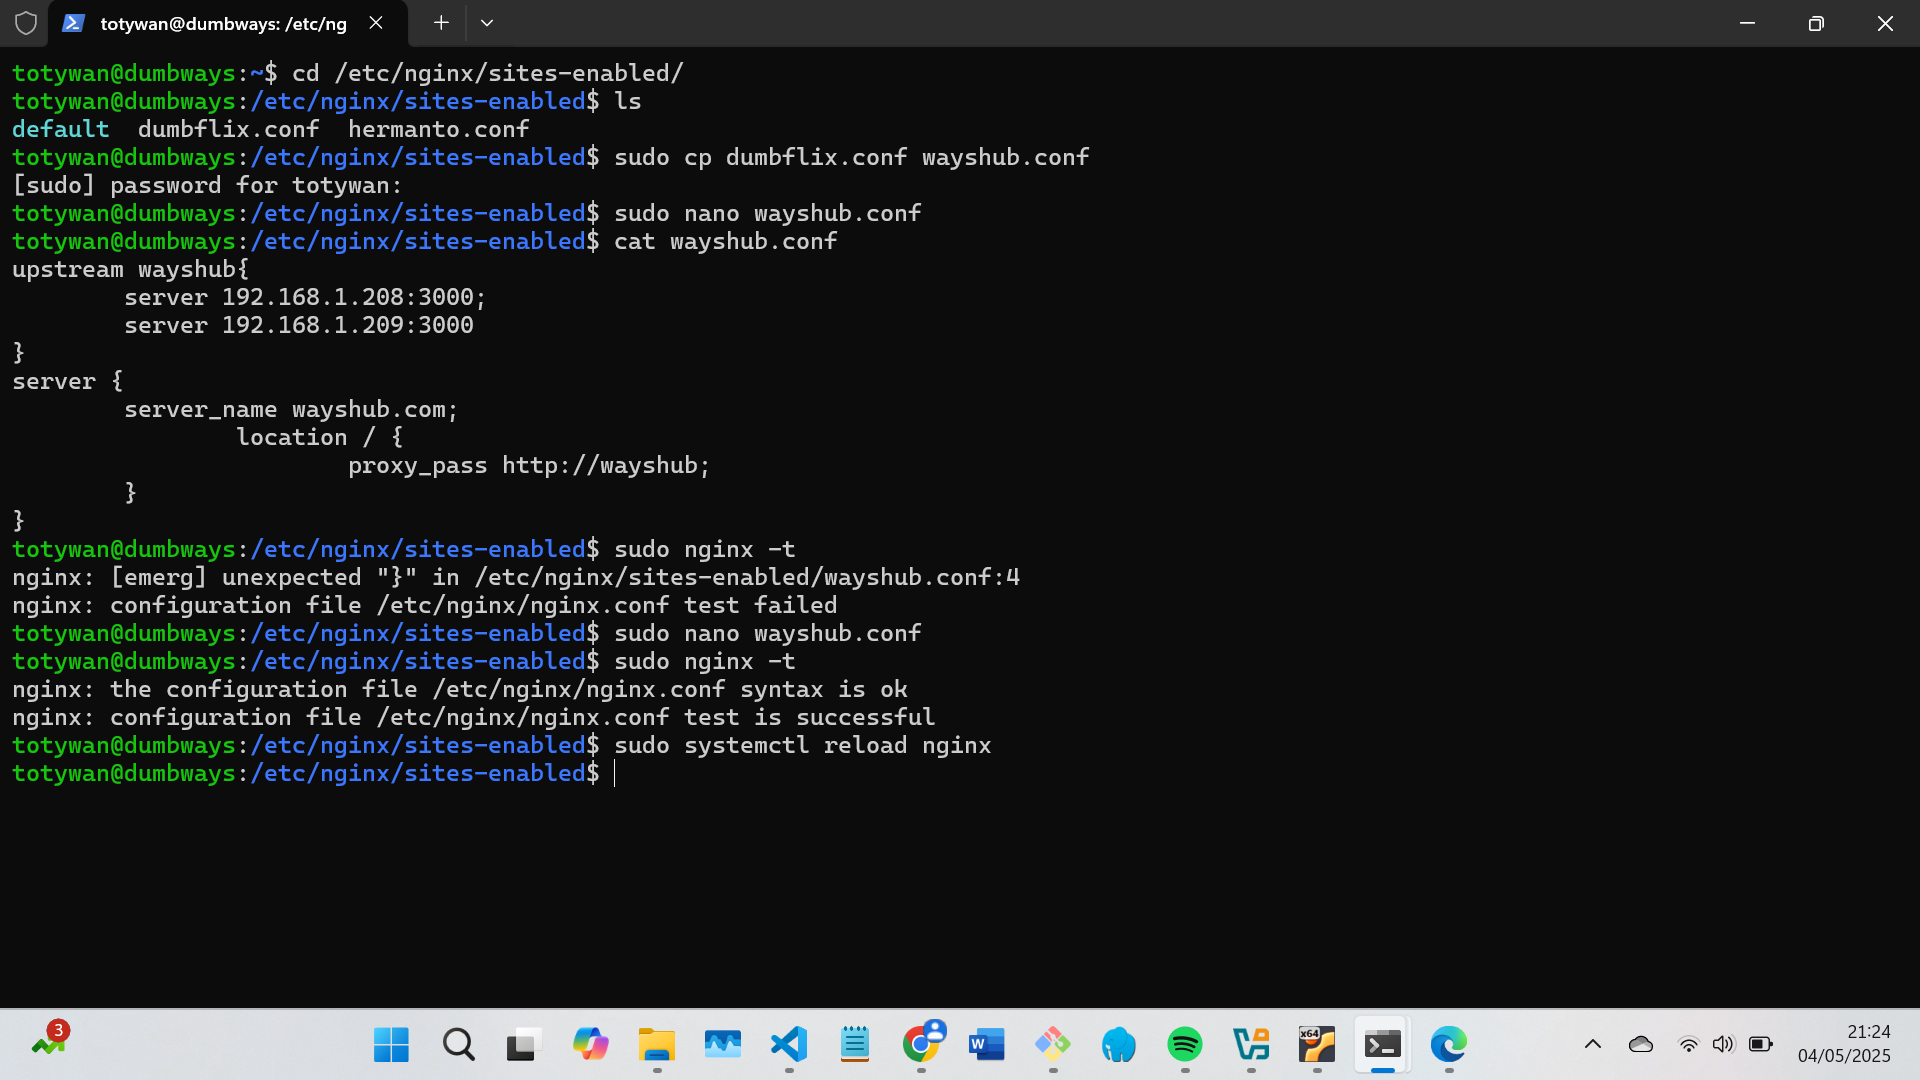 totywan@dumbways: /etc/ng
totywan@dumbways:~$ cd /etc/nginx/sites-enabled/
totywan@dumbways:/etc/nginx/sites-enabled$ ls
default  dumbflix.conf  hermanto.conf
totywan@dumbways:/etc/nginx/sites-enabled$ sudo cp dumbflix.conf wayshub.conf
[sudo] password for totywan:
totywan@dumbways:/etc/nginx/sites-enabled$ sudo nano wayshub.conf
totywan@dumbways:/etc/nginx/sites-enabled$ cat wayshub.conf
upstream wayshub{
        server 192.168.1.208:3000;
        server 192.168.1.209:3000
}
server {
        server_name wayshub.com;
                location / {
                        proxy_pass http://wayshub;
        }
}
totywan@dumbways:/etc/nginx/sites-enabled$ sudo nginx -t
nginx: [emerg] unexpected "}" in /etc/nginx/sites-enabled/wayshub.conf:4
nginx: configuration file /etc/nginx/nginx.conf test failed
totywan@dumbways:/etc/nginx/sites-enabled$ sudo nano wayshub.conf
totywan@dumbways:/etc/nginx/sites-enabled$ sudo nginx -t
nginx: the configuration file /etc/nginx/nginx.conf syntax is ok
nginx: configuration file /etc/nginx/nginx.conf test is successful
totywan@dumbways:/etc/nginx/sites-enabled$ sudo systemctl reload nginx
totywan@dumbways:/etc/nginx/sites-enabled$
3
W
x64
21:24
04/05/2025